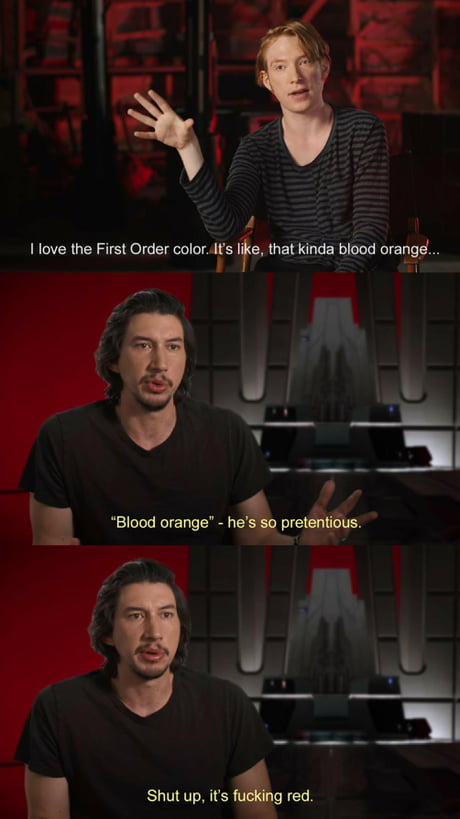 I love the First Order color. It's like, that kinda blood orange...
“Blood orange” - he's so pretentious.
Shut up, it's fucking red.